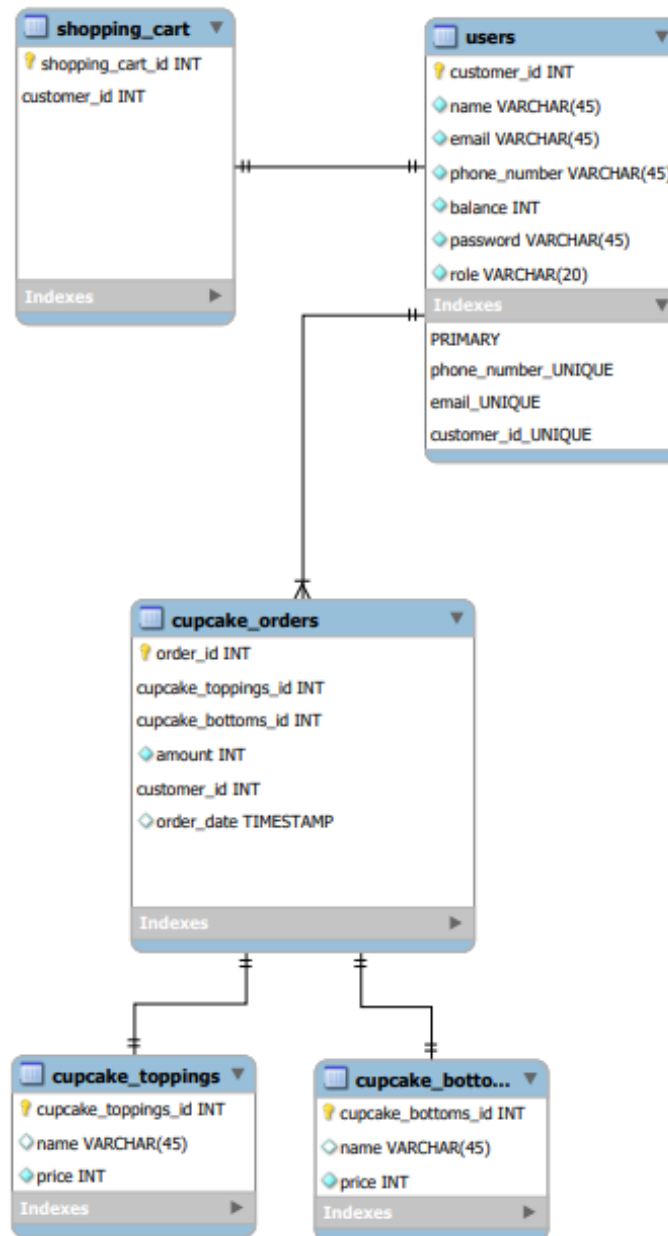 shopping_cart
shopping_cart_id INT
customer_id INT
Indexes
users
customer_id INT
name VARCHAR(45)
email VARCHAR(45)
phone_number VARCHAR(45)
balance INT
password VARCHAR(45)
role VARCHAR(20)
Indexes
PRIMARY
phone_number_UNIQUE
email_UNIQUE
customer_id_UNIQUE
cupcake_orders
order_id INT
cupcake_toppings_id INT
cupcake_bottoms_id INT
amount INT
customer_id INT
order_date TIMESTAMP
Indexes
cupcake_toppings
cupcake_toppings_id INT
name VARCHAR(45)
price INT
Indexes
cupcake_botto...
cupcake_bottoms_id INT
name VARCHAR(45)
price INT
Indexes